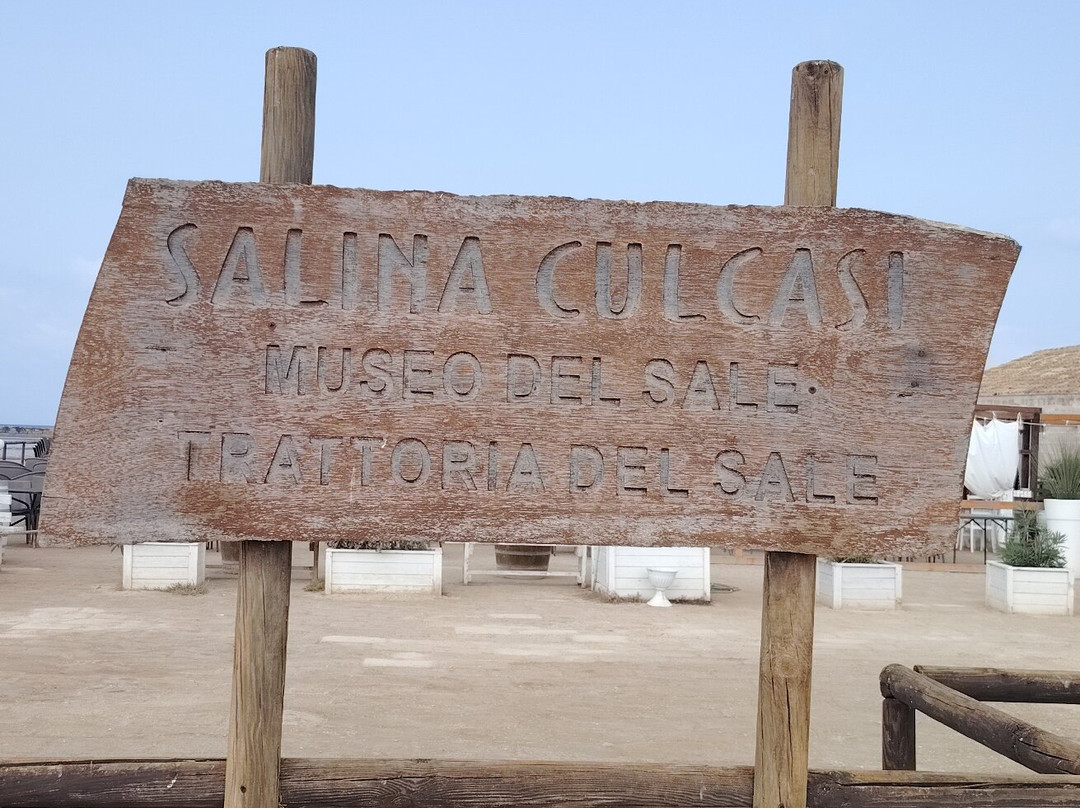 SALINA CULCASI
MUSEO DEL SALE
TRATTORIA DEL SALE